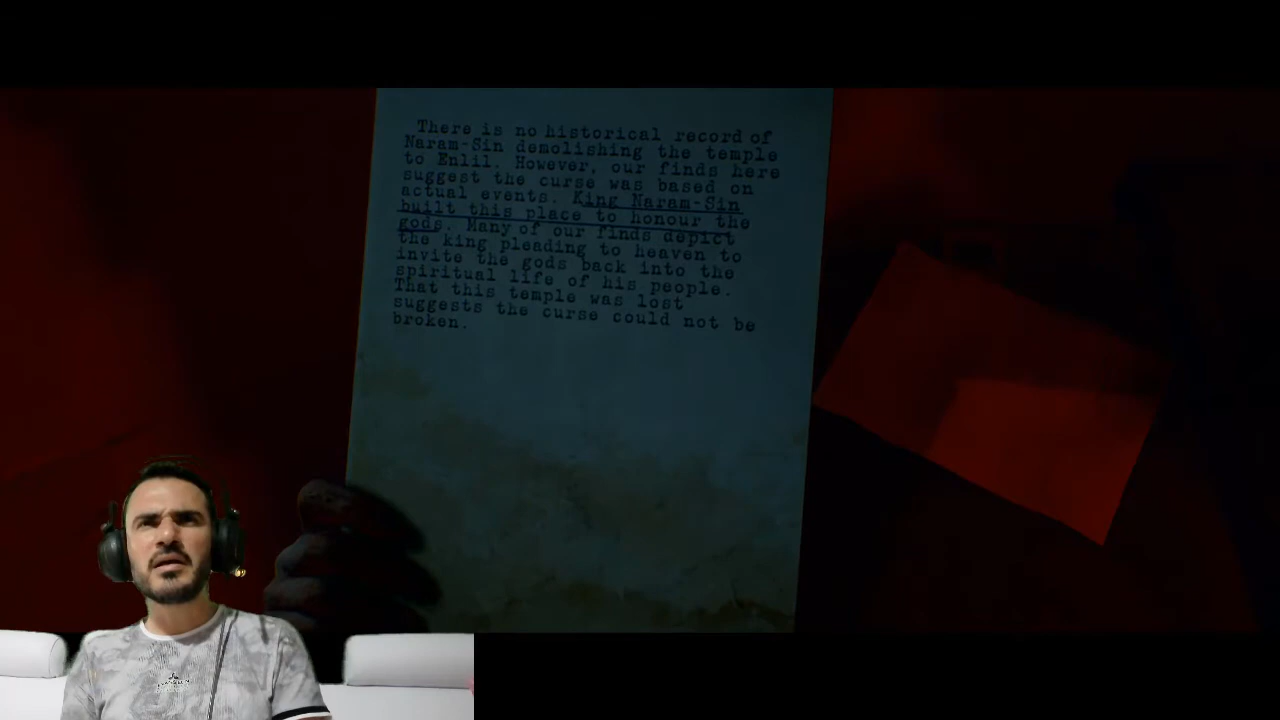 There is no historical record of
Naram-Sin demolishing the temple
to Enlil. However, our finds here
suggest the curse was based on
actual events. King Naram-Sin
built this place to honour the
gods. Many of our finds depict
the king pleading to heaven to
invite the gods back into the
spiritual life of his people.
That this temple was lost
suggests the curse could not be
broken.